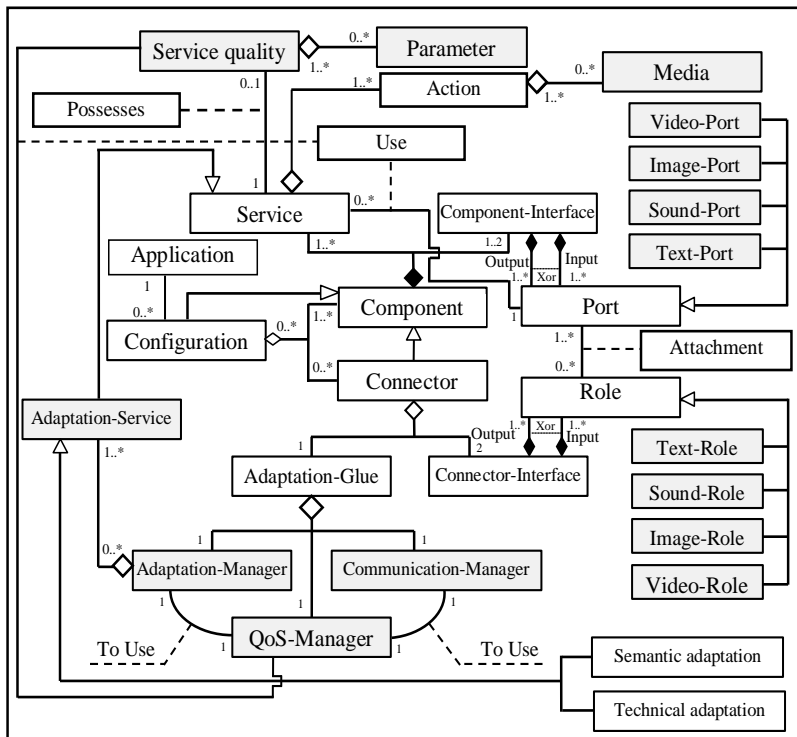 Service quality
0..*
Parameter
1..*
0..1
1..*
Action
0..*
Media
1..*
Possesses
Use
Video-Port
Image-Port
Sound-Port
Text-Port
1
Service
0..*
Component-Interface
1..*
1..2
Output
Input
1..*
Xor
1..*
Application
1
0..*
Configuration
0..*
1..*
Component
0..*
Connector
1
Port
1..*
Attachment
0..*
Role
1..*
Xor
1..*
Output
Input
Adaptation-Service
1..*
1
2
Adaptation-Glue
Connector-Interface
Text-Role
Sound-Role
Image-Role
Video-Role
0..*
1
1
Adaptation-Manager
Communication-Manager
1
1
1
To Use
1
QoS-Manager
1
To Use
Semantic adaptation
Technical adaptation